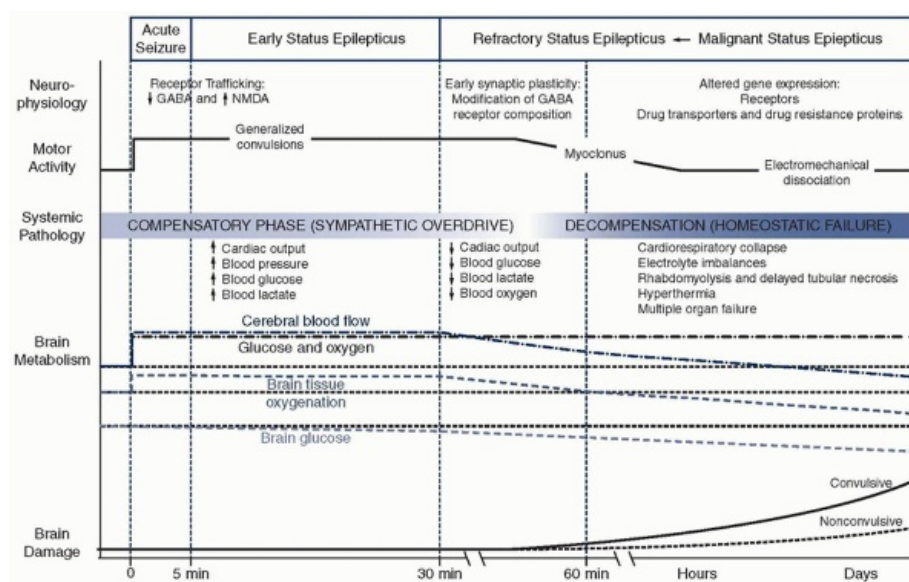 Acute
Seizure
Early Status Epilepticus
Refractory Status Epilepticus ← Malignant Status Epiepticus
Neuro-
physiology
Receptor Trafficking:
↓ GABA and ↑ NMDA
Early synaptic plasticity:
Modification of GABA
receptor composition
Altered gene expression:
Receptors
Drug transporters and drug resistance proteins
Motor
Activity
Generalized
convulsions
Myoclonus
Electromechanical
dissociation
Systemic
Pathology
COMPENSATORY PHASE (SYMPATHETIC OVERDRIVE)
DECOMPENSATION (HOMEOSTATIC FAILURE)
↑ Cardiac output
↑ Blood pressure
↑ Blood glucose
↑ Blood lactate
↓ Cadiac output
↓ Blood glucose
↓ Blood lactate
↓ Blood oxygen
Cardiorespiratory collapse
Electrolyte imbalances
Rhabdomyolysis and delayed tubular necrosis
Hyperthermia
Multiple organ failure
Brain
Metabolism
Cerebral blood flow
Glucose and oxygen
Brain tissue
oxygenation
Brain glucose
Brain
Damage
Convulsive
Nonconvulsive
0
5 min
30 min
60 min
Hours
Days